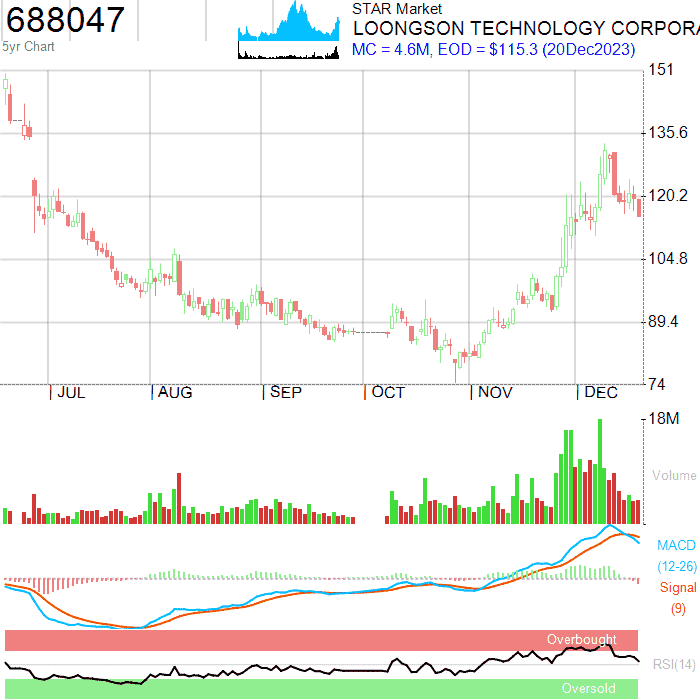 688047
5yr Chart
STAR Market
LOONGSON TECHNOLOGY CORPORA
MC = 4.6M, EOD = $115.3 (20Dec2023)
151
135.6
120.2
104.8
89.4
74
JUL AUG SEP OCT NOV DEC
18M
Volume
MACD
(12-26)
Signal
(9)
Overbought
RSI(14)
Oversold